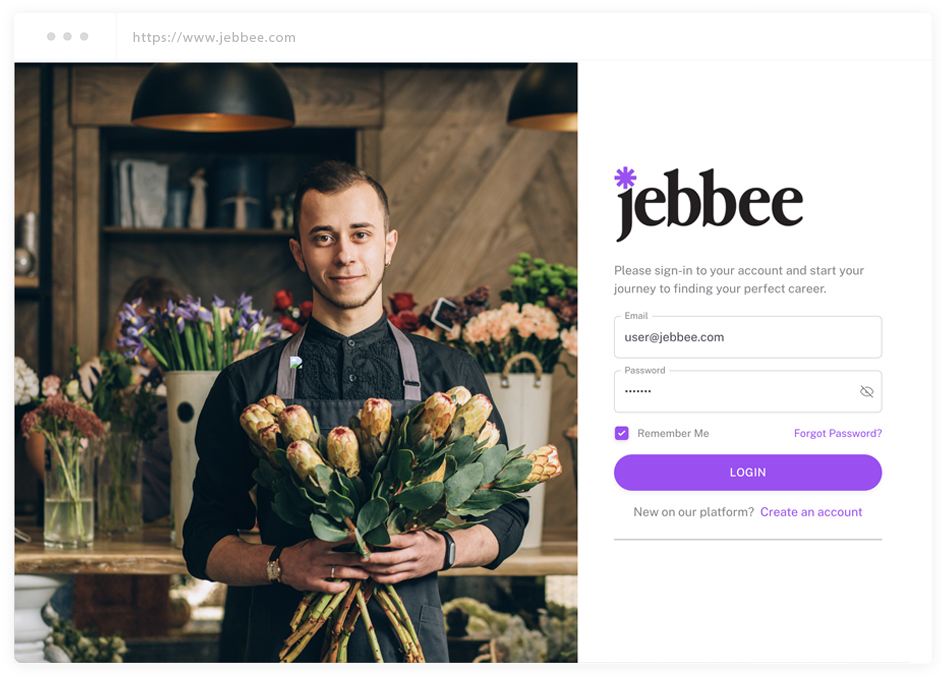 https://www.jebbee.com
jebbee
Please sign-in to your account and start your
journey to finding your perfect career.
Email
user@jebbee.com
Password
•••••••
Remember Me
Forgot Password?
LOGIN
New on our platform? Create an account